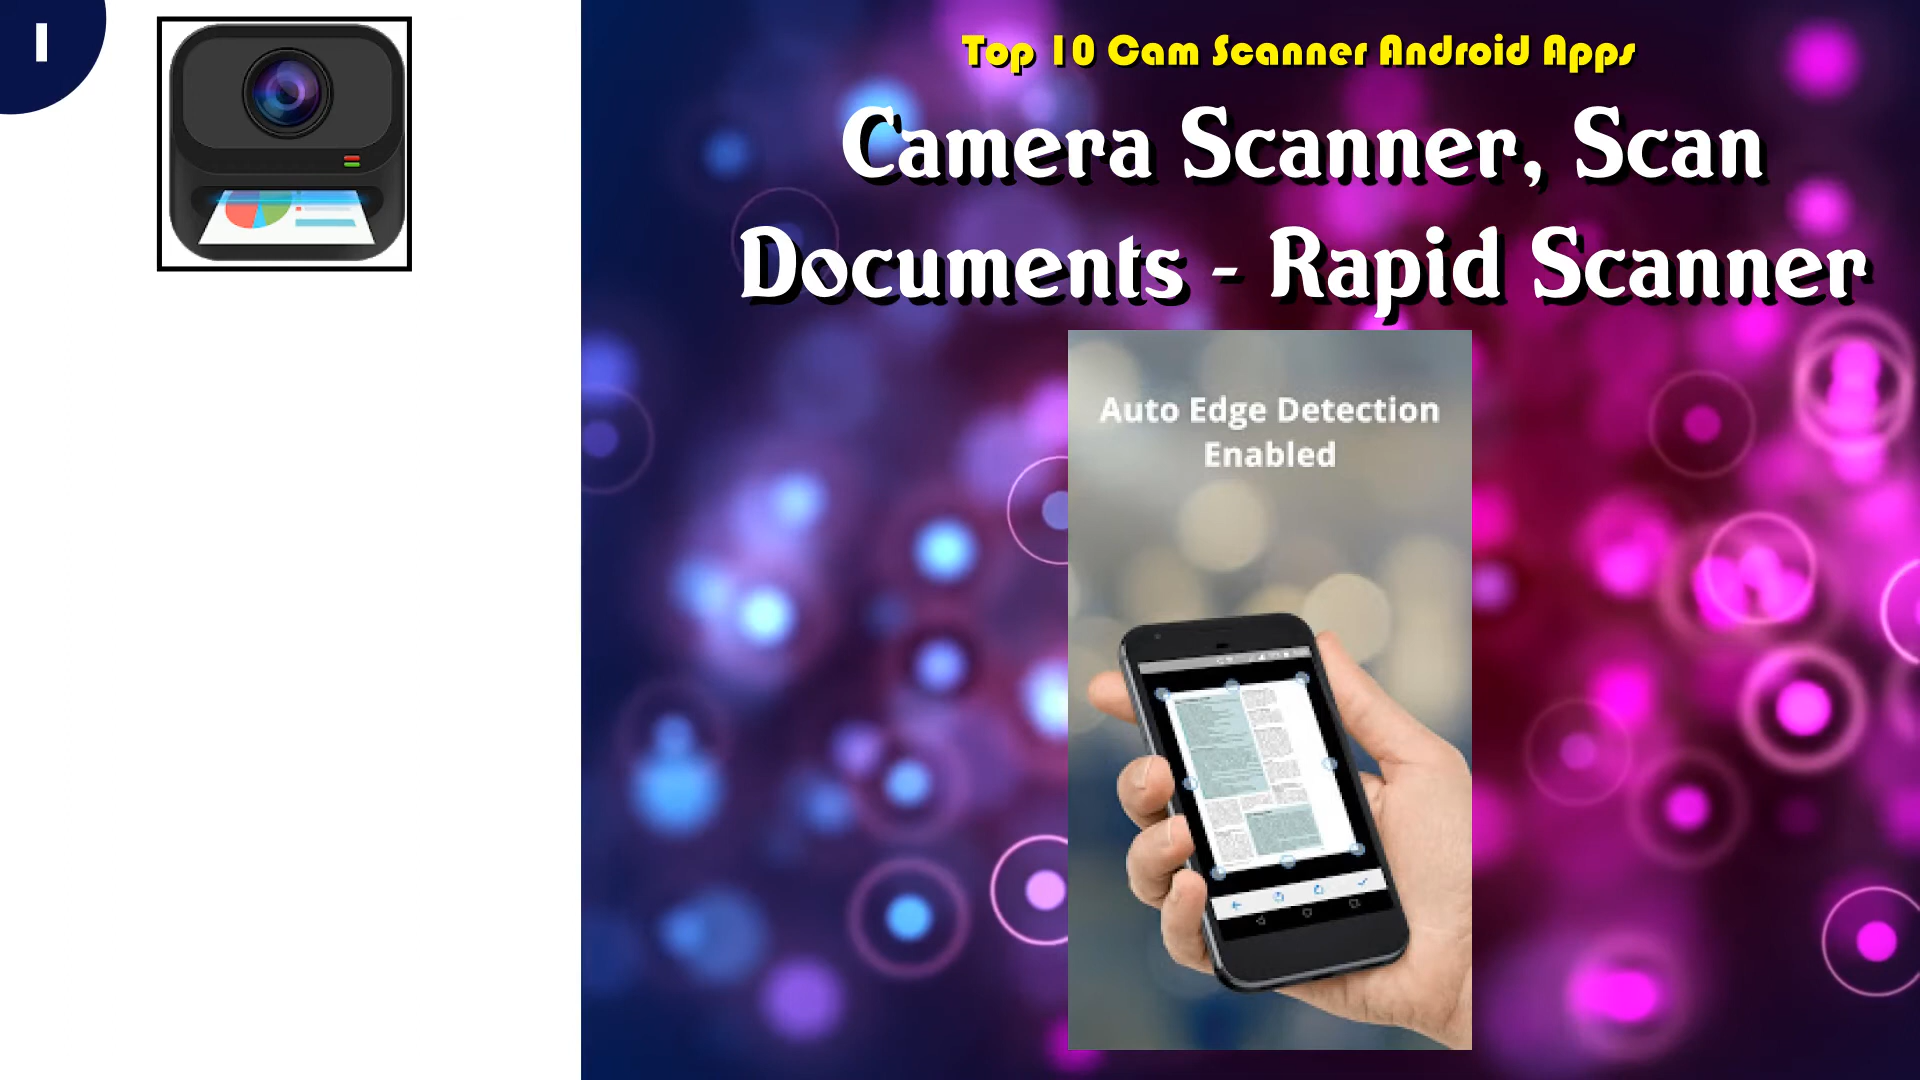 1
Top 10 Cam Scanner Android Apps
Camera Scanner, Scan
Documents - Rapid Scanner
Auto Edge Detection
Enabled